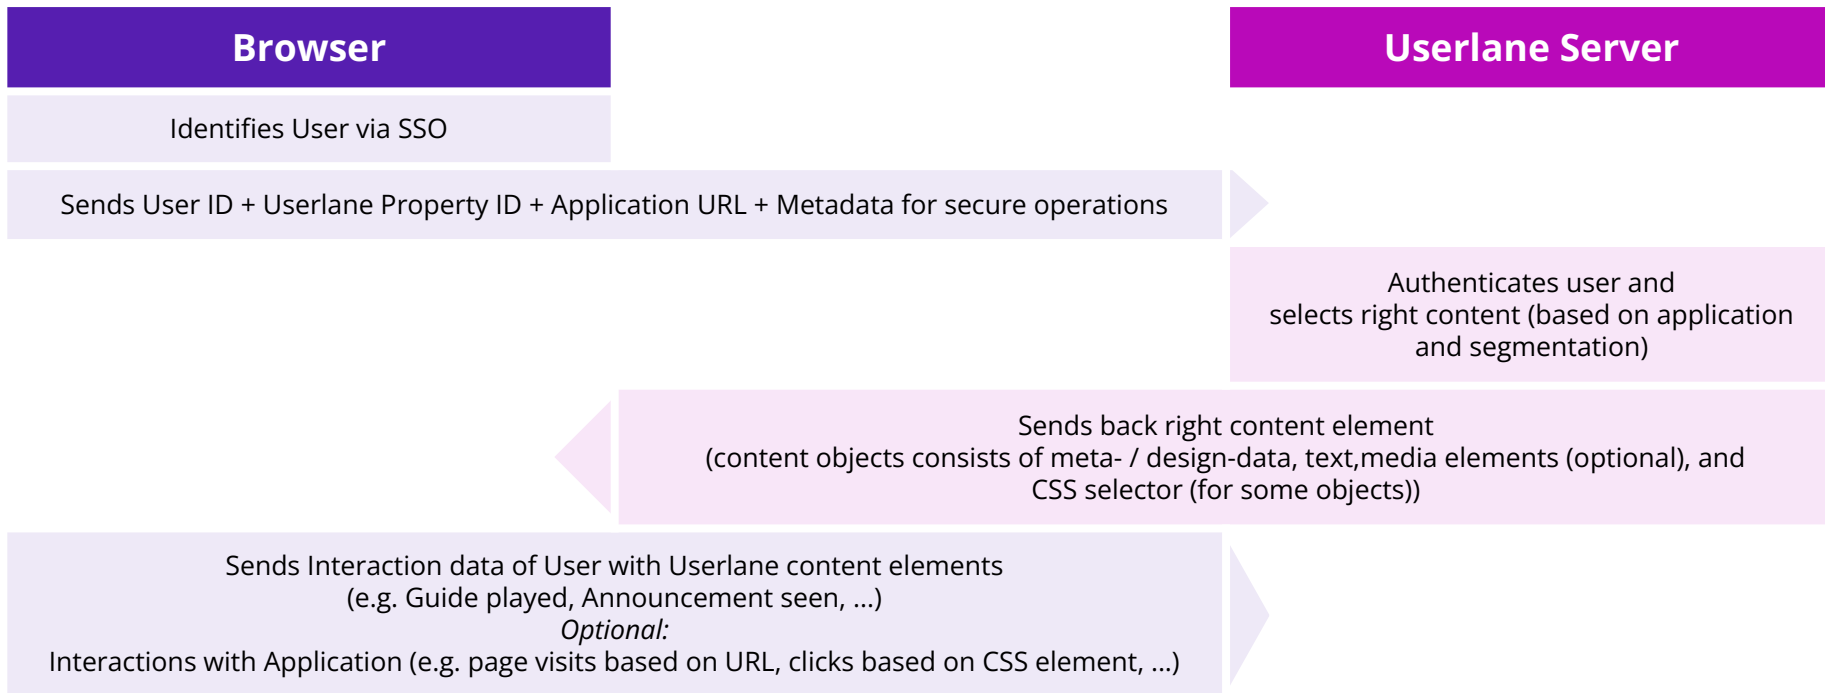 Browser
Userlane Server
Identifies User via SSO
Sends User ID + Userlane Property ID + Application URL + Metadata for secure operations
Authenticates user and
selects right content (based on application
and segmentation)
Sends back right content element
(content objects consists of meta- / design-data, text,media elements (optional), and
CSS selector (for some objects))
Sends Interaction data of User with Userlane content elements
(e.g. Guide played, Announcement seen, ...)
Optional:
Interactions with Application (e.g. page visits based on URL, clicks based on CSS element, ...)